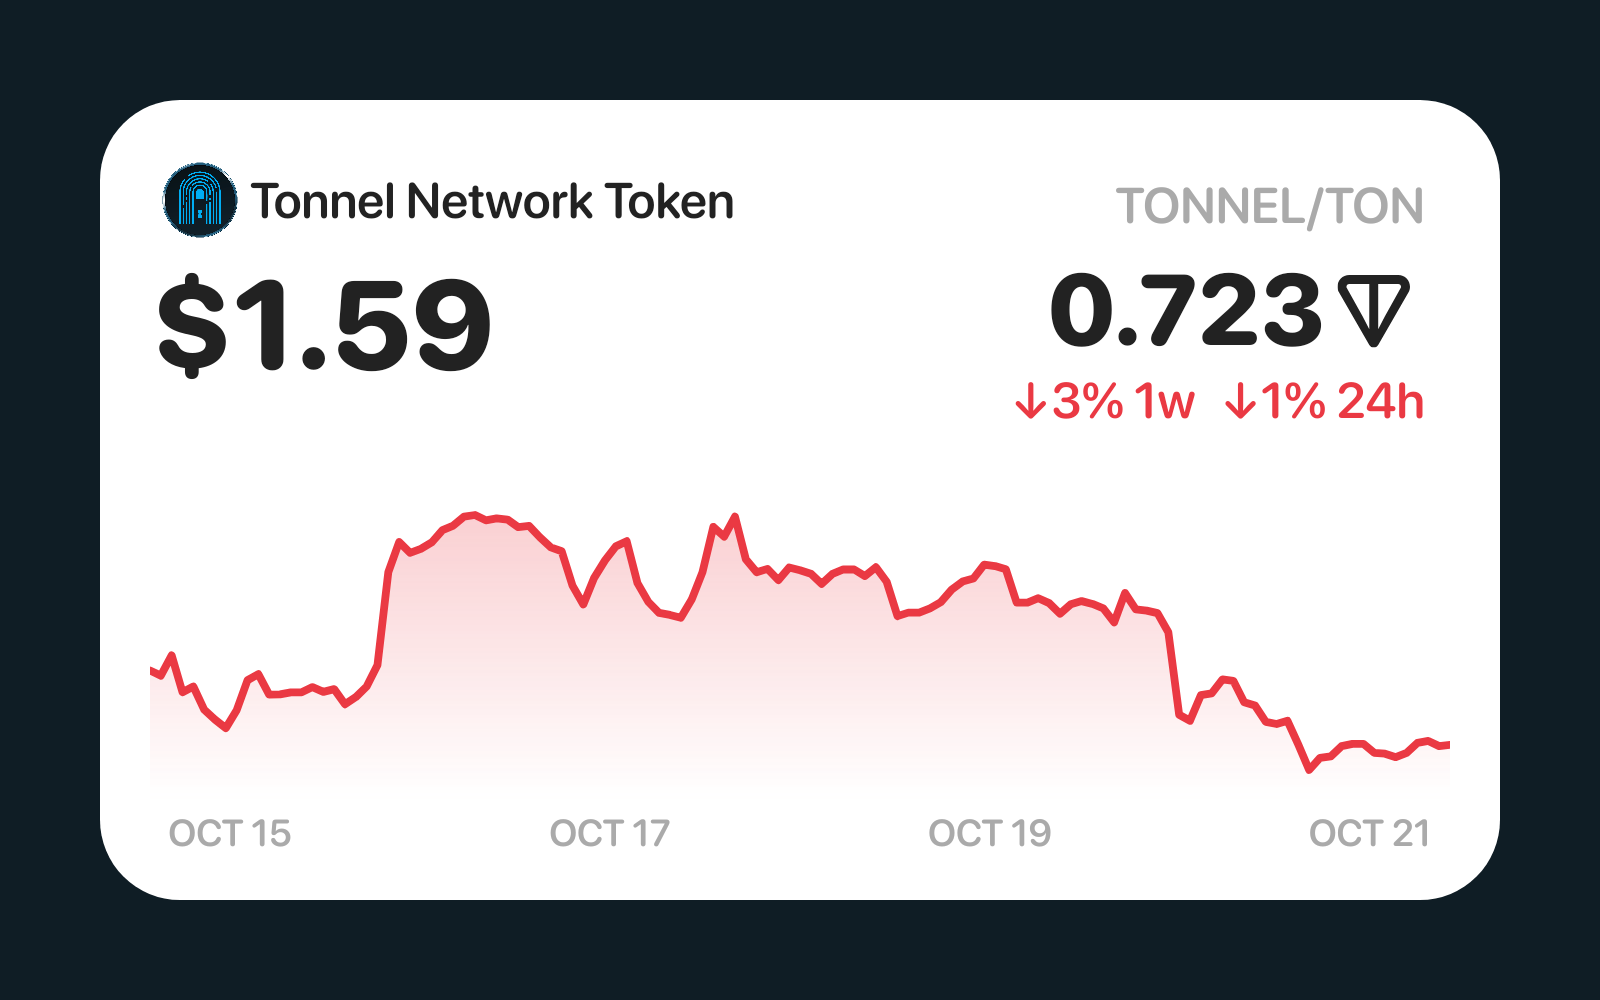 Tonnel Network Token
TONNEL/TON
$1.59
0.723
↓3% 1w ↓1% 24h
OCT 15
OCT 17
OCT 19
OCT 21